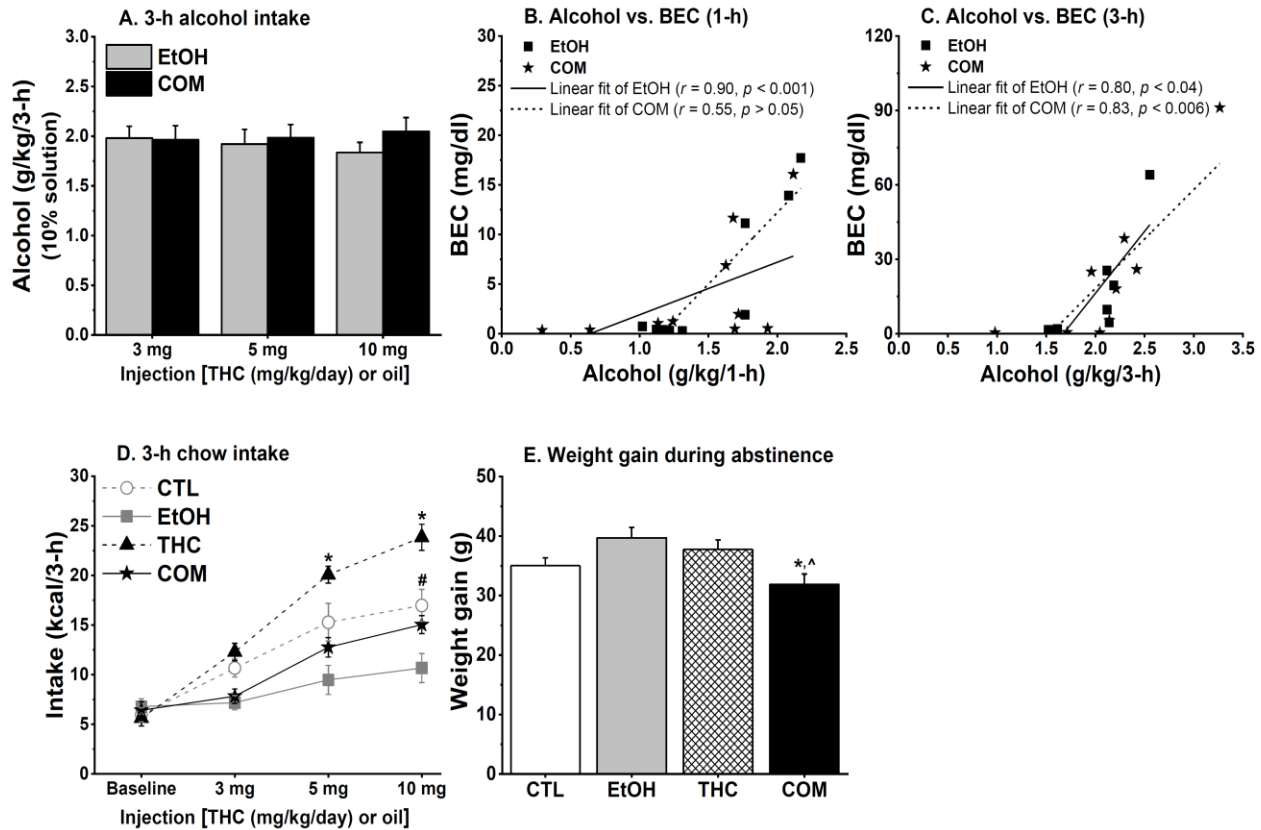 A. 3-h alcohol intake
Alcohol (g/kg/3-h)
(10% solution)
3.0
2.5
2.0
1.5
1.0
0.5
0.0
EtOH
COM
3 mg 5 mg 10 mg
Injection [THC (mg/kg/day) or oil]
B. Alcohol vs. BEC (1-h)
BEC (mg/dl)
30
25
20
15
10
5
0
EtOH
COM
Linear fit of EtOH (r = 0.90, p < 0.001)
Linear fit of COM (r = 0.55, p > 0.05)
0.0 0.5 1.0 1.5 2.0 2.5
Alcohol (g/kg/1-h)
C. Alcohol vs. BEC (3-h)
BEC (mg/dl)
120
90
60
30
0
EtOH
COM
Linear fit of EtOH (r = 0.80, p < 0.04)
Linear fit of COM (r = 0.83, p < 0.006)
0.0 0.5 1.0 1.5 2.0 2.5 3.0 3.5
Alcohol (g/kg/3-h)
D. 3-h chow intake
Intake (kcal/3-h)
30
25
20
15
10
5
0
CTL
EtOH
THC
COM
*
*
#
Baseline 3 mg 5 mg 10 mg
Injection [THC (mg/kg/day) or oil]
E. Weight gain during abstinence
Weight gain (g)
50
40
30
20
10
0
*,^
CTL EtOH THC COM